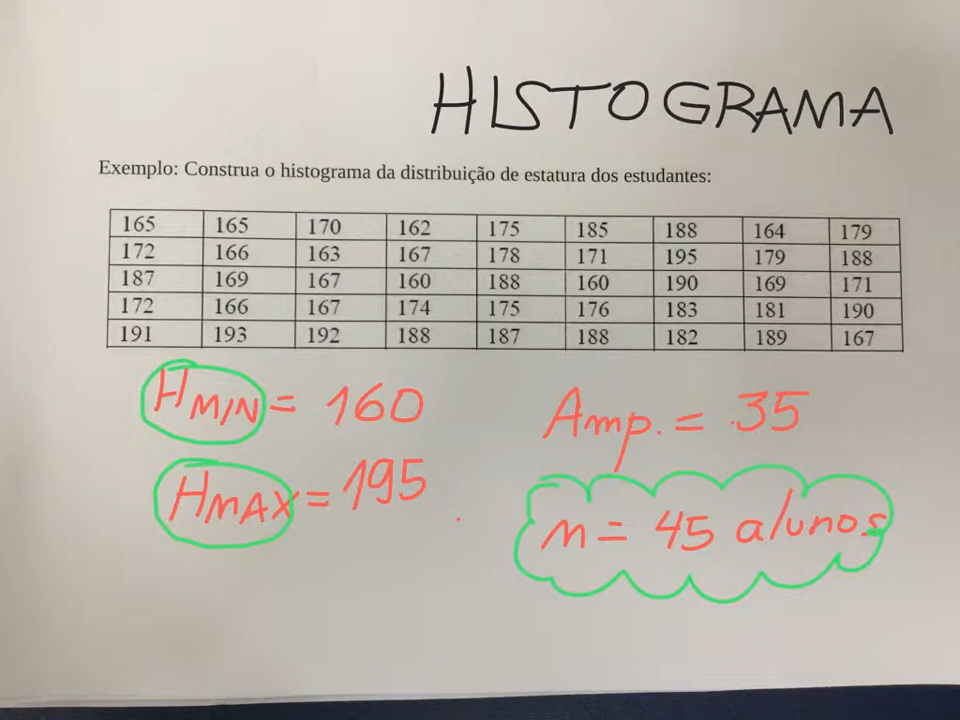 HISTOGRAMA
Exemplo: Construa o histograma da distribuição de estatura dos estudantes:
165 165 170 162 175 185 188 164 179
172 166 163 167 178 171 195 179 188
187 169 167 160 188 160 190 169 171
172 166 167 174 175 176 183 181 190
191 193 192 188 187 188 182 189 167
HMIN = 160
Amp. = 35
HMAX = 195
n = 45 alunos